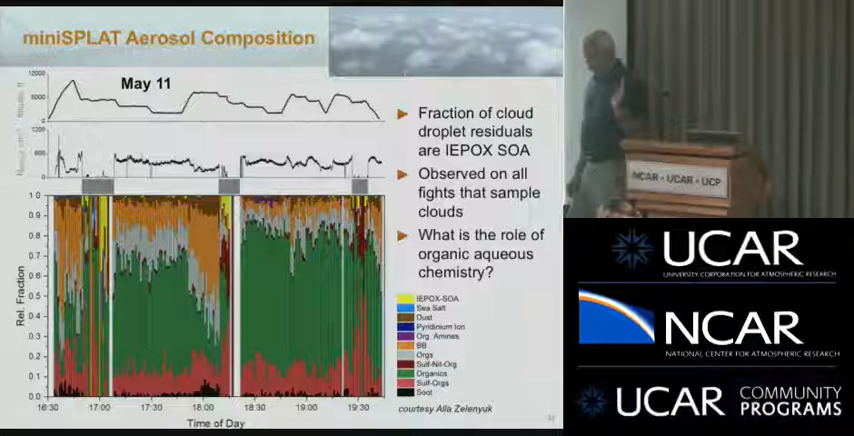 miniSPLAT Aerosol Composition
May 11
12000
6000
0
1200
600
0
1.0
0.9
0.8
0.7
0.6
0.5
0.4
0.3
0.2
0.1
0.0
Rel. Fraction
16:30 17:00 17:30 18:00 18:30 19:00 19:30
Time of Day
Fraction of cloud
droplet residuals
are IEPOX SOA
Observed on all
fights that sample
clouds
What is the role of
organic aqueous
chemistry?
IEPOX-SOA
Sea Salt
Dust
Pyridinium Ion
Org. Amines
BB
Orgs
Sulf-Nit-Org
Organics
Sulf-Orgs
Soot
courtesy Alla Zelenyuk
NCAR • UCAR • UCP
UCAR
UNIVERSITY CORPORATION FOR ATMOSPHERIC RESEARCH
NCAR
NATIONAL CENTER FOR ATMOSPHERIC RESEARCH
UCAR COMMUNITY
PROGRAMS